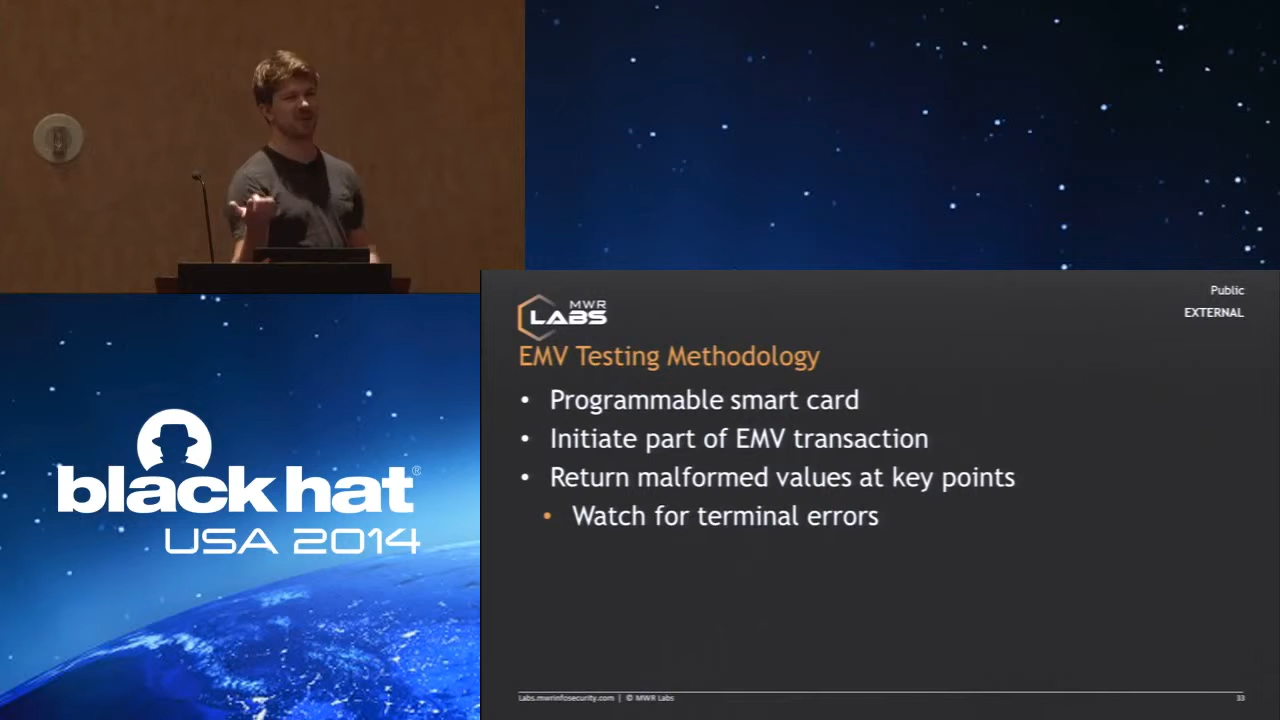 MWR
LABS
Public
EXTERNAL
EMV Testing Methodology
• Programmable smart card
• Initiate part of EMV transaction
• Return malformed values at key points
• Watch for terminal errors
black hat®
USA 2014
Labs.mwrinfosecurity.com | © MWR Labs
33